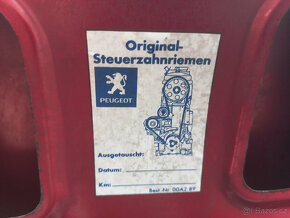 Original-
Steuerzahnriemen
PEUGEOT
Ausgetauscht:
Datum:
Km:
Best.-Nr. 00A2 89